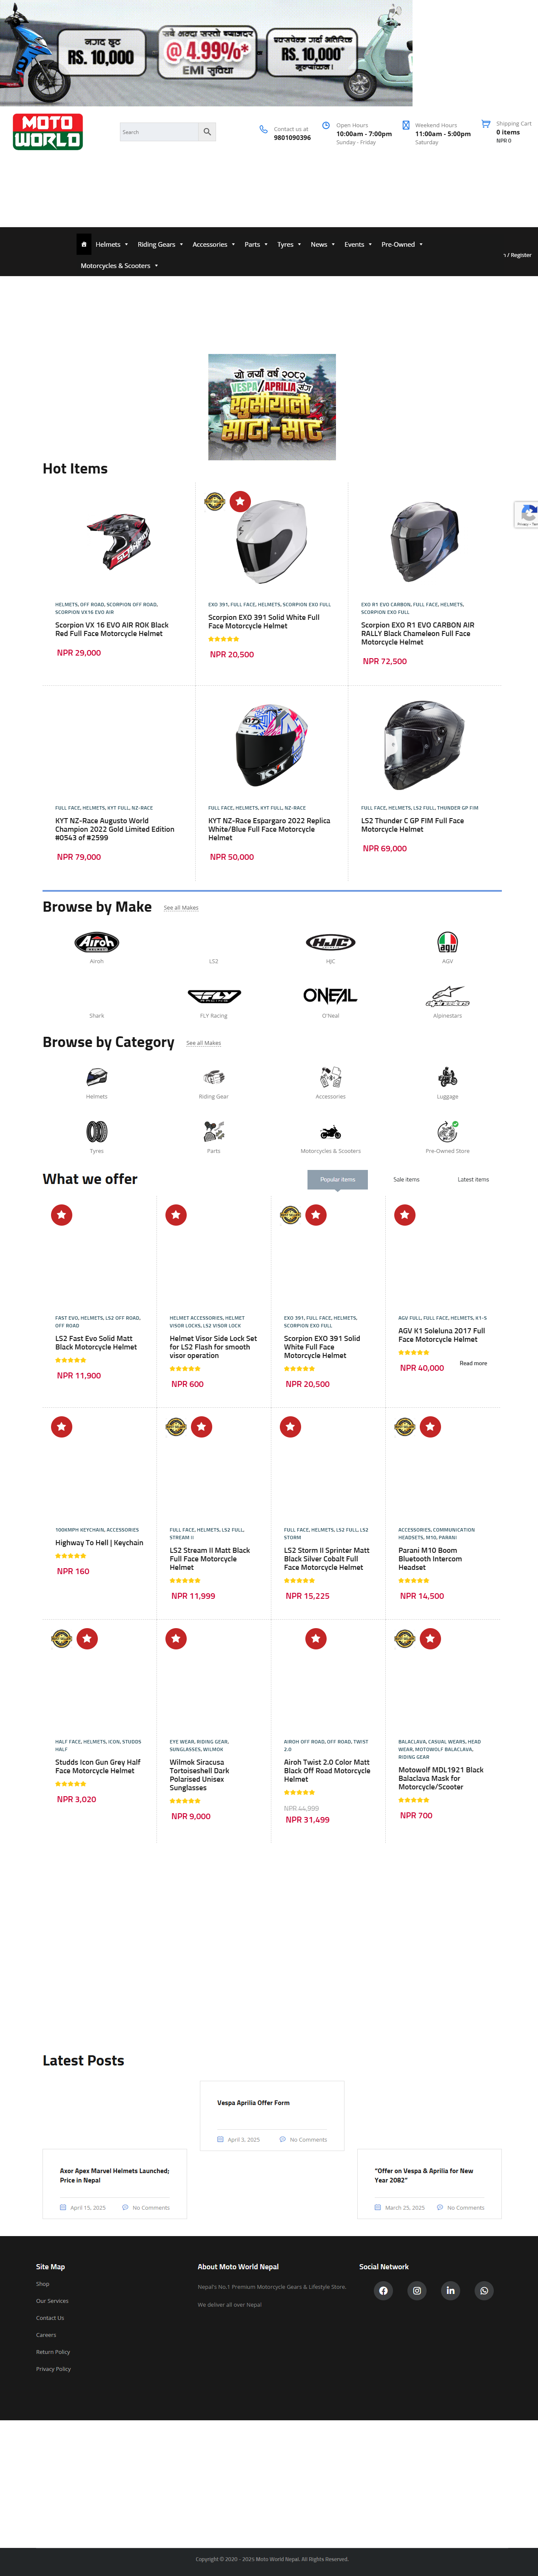 नगद छुट
RS. 10,000
अब अन्दा सस्तो ब्याजदर
@ 4.99%*
EMI सुविधा
RS. 10,000*
MOTO
WORLD
Search
Contact us at
9801090396
Open Hours
10:00am - 7:00pm
Sunday - Friday
Weekend Hours
11:00am - 5:00pm
Saturday
Shipping Cart
0 items
NPR 0
Helmets
Riding Gears
Accessories
Parts
Tyres
News
Events
Pre-Owned
/ Register
Motorcycles & Scooters
यो नयाँ वर्ष २०८२
VESPA/APRILIA संग
खुसीयाली
साटा-साट
Hot Items
Privacy - Ter
HELMETS, OFF ROAD, SCORPION OFF ROAD,
SCORPION VX16 EVO AIR
Scorpion VX 16 EVO AIR ROK Black
Red Full Face Motorcycle Helmet
NPR 29,000
EXO 391, FULL FACE, HELMETS, SCORPION EXO FULL
Scorpion EXO 391 Solid White Full
Face Motorcycle Helmet
NPR 20,500
EXO R1 EVO CARBON, FULL FACE, HELMETS,
SCORPION EXO FULL
Scorpion EXO R1 EVO CARBON AIR
RALLY Black Chameleon Full Face
Motorcycle Helmet
NPR 72,500
FULL FACE, HELMETS, KYT FULL, NZ-RACE
KYT NZ-Race Augusto World
Champion 2022 Gold Limited Edition
#0543 of #2599
NPR 79,000
KYT
FULL FACE, HELMETS, KYT FULL, NZ-RACE
KYT NZ-Race Espargaro 2022 Replica
White/Blue Full Face Motorcycle
Helmet
NPR 50,000
FULL FACE, HELMETS, LS2 FULL, THUNDER GP FIM
LS2 Thunder C GP FIM Full Face
Motorcycle Helmet
NPR 69,000
Browse by Make
See all Makes
Airoh
HJC
agv
Airoh
LS2
HJC
AGV
FLY
O'NEAL
alpinestars
Shark
FLY Racing
O'Neal
Alpinestars
Browse by Category
See all Makes
Helmets
Riding Gear
Accessories
Luggage
Tyres
Parts
Motorcycles & Scooters
Pre-Owned Store
What we offer
Popular items
Sale items
Latest items
FAST EVO, HELMETS, LS2 OFF ROAD,
OFF ROAD
LS2 Fast Evo Solid Matt
Black Motorcycle Helmet
NPR 11,900
HELMET ACCESSORIES, HELMET
VISOR LOCKS, LS2 VISOR LOCK
Helmet Visor Side Lock Set
for LS2 Flash for smooth
visor operation
NPR 600
EXO 391, FULL FACE, HELMETS,
SCORPION EXO FULL
Scorpion EXO 391 Solid
White Full Face
Motorcycle Helmet
NPR 20,500
AGV FULL, FULL FACE, HELMETS, K1-S
AGV K1 Soleluna 2017 Full
Face Motorcycle Helmet
NPR 40,000
Read more
100KMPH KEYCHAIN, ACCESSORIES
Highway To Hell | Keychain
NPR 160
FULL FACE, HELMETS, LS2 FULL,
STREAM II
LS2 Stream II Matt Black
Full Face Motorcycle
Helmet
NPR 11,999
FULL FACE, HELMETS, LS2 FULL, LS2
STORM
LS2 Storm II Sprinter Matt
Black Silver Cobalt Full
Face Motorcycle Helmet
NPR 15,225
ACCESSORIES, COMMUNICATION
HEADSETS, M10, PARANI
Parani M10 Boom
Bluetooth Intercom
Headset
NPR 14,500
HALF FACE, HELMETS, ICON, STUDDS
HALF
Studds Icon Gun Grey Half
Face Motorcycle Helmet
NPR 3,020
EYE WEAR, RIDING GEAR,
SUNGLASSES, WILMOK
Wilmok Siracusa
Tortoiseshell Dark
Polarised Unisex
Sunglasses
NPR 9,000
AIROH OFF ROAD, OFF ROAD, TWIST
2.0
Airoh Twist 2.0 Color Matt
Black Off Road Motorcycle
Helmet
NPR 44,999
NPR 31,499
BALACLAVA, CASUAL WEARS, HEAD
WEAR, MOTOWOLF BALACLAVA,
RIDING GEAR
Motowolf MDL1921 Black
Balaclava Mask for
Motorcycle/Scooter
NPR 700
Latest Posts
Vespa Aprilia Offer Form
April 3, 2025
No Comments
Axor Apex Marvel Helmets Launched;
Price in Nepal
April 15, 2025
No Comments
"Offer on Vespa & Aprilia for New
Year 2082"
March 25, 2025
No Comments
Site Map
Shop
Our Services
Contact Us
Careers
Return Policy
Privacy Policy
About Moto World Nepal
Nepal's No.1 Premium Motorcycle Gears & Lifestyle Store.
We deliver all over Nepal
Social Network
Copyright © 2020 - 2025 Moto World Nepal. All Rights Reserved.